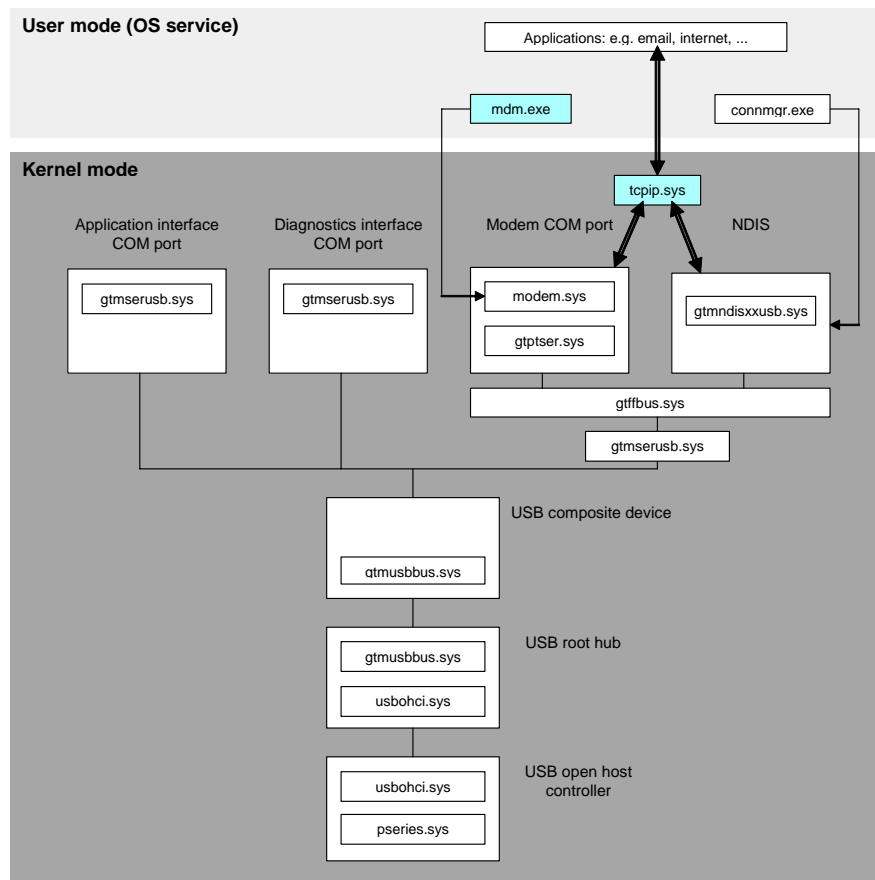 User mode (OS service)
Applications: e.g. email, internet, ...
mdm.exe
connmgr.exe
Kernel mode
tcpip.sys
Application interface
COM port
Diagnostics interface
COM port
Modem COM port
NDIS
gtmserusb.sys
gtmserusb.sys
modem.sys
gtptser.sys
gtmndisxxusb.sys
gtffbus.sys
gtmserusb.sys
USB composite device
gtmusbbus.sys
USB root hub
gtmusbbus.sys
usbohci.sys
USB open host
controller
usbohci.sys
pseries.sys